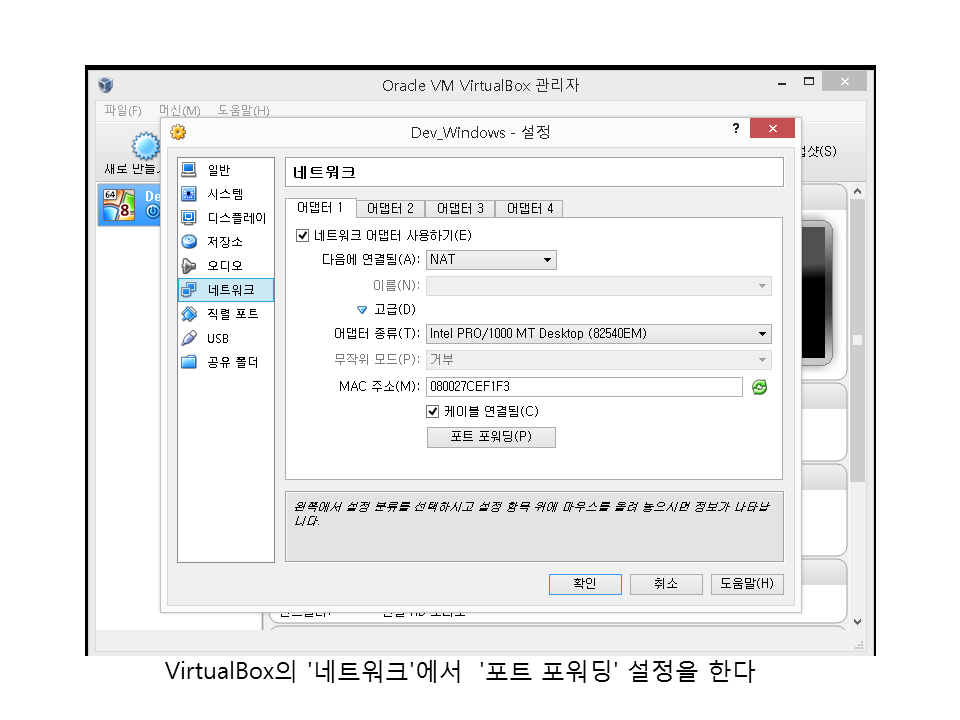 Oracle VM VirtualBox 관리자
파일(F) 머신(M) 도움말(H)
Dev_Windows - 설정
새로 만들
샷(S)
64
8
De
일반
시스템
디스플레이
저장소
오디오
네트워크
직렬 포트
USB
공유 폴더
네트워크
어댑터 1 어댑터 2 어댑터 3 어댑터 4
네트워크 어댑터 사용하기(E)
다음에 연결됨(A): NAT
이름(N):
고급(D)
어댑터 종류(T): Intel PRO/1000 MT Desktop (82540EM)
무작위 모드(P): 거부
MAC 주소(M): 080027CEF1F3
케이블 연결됨(C)
포트 포워딩(P)
왼쪽에서 설정 분류를 선택하시고 설정 항목 위에 마우스를 올려 놓으시면 정보가 나타납
니다.
확인 취소 도움말(H)
VirtualBox의 '네트워크'에서 '포트 포워딩' 설정을 한다